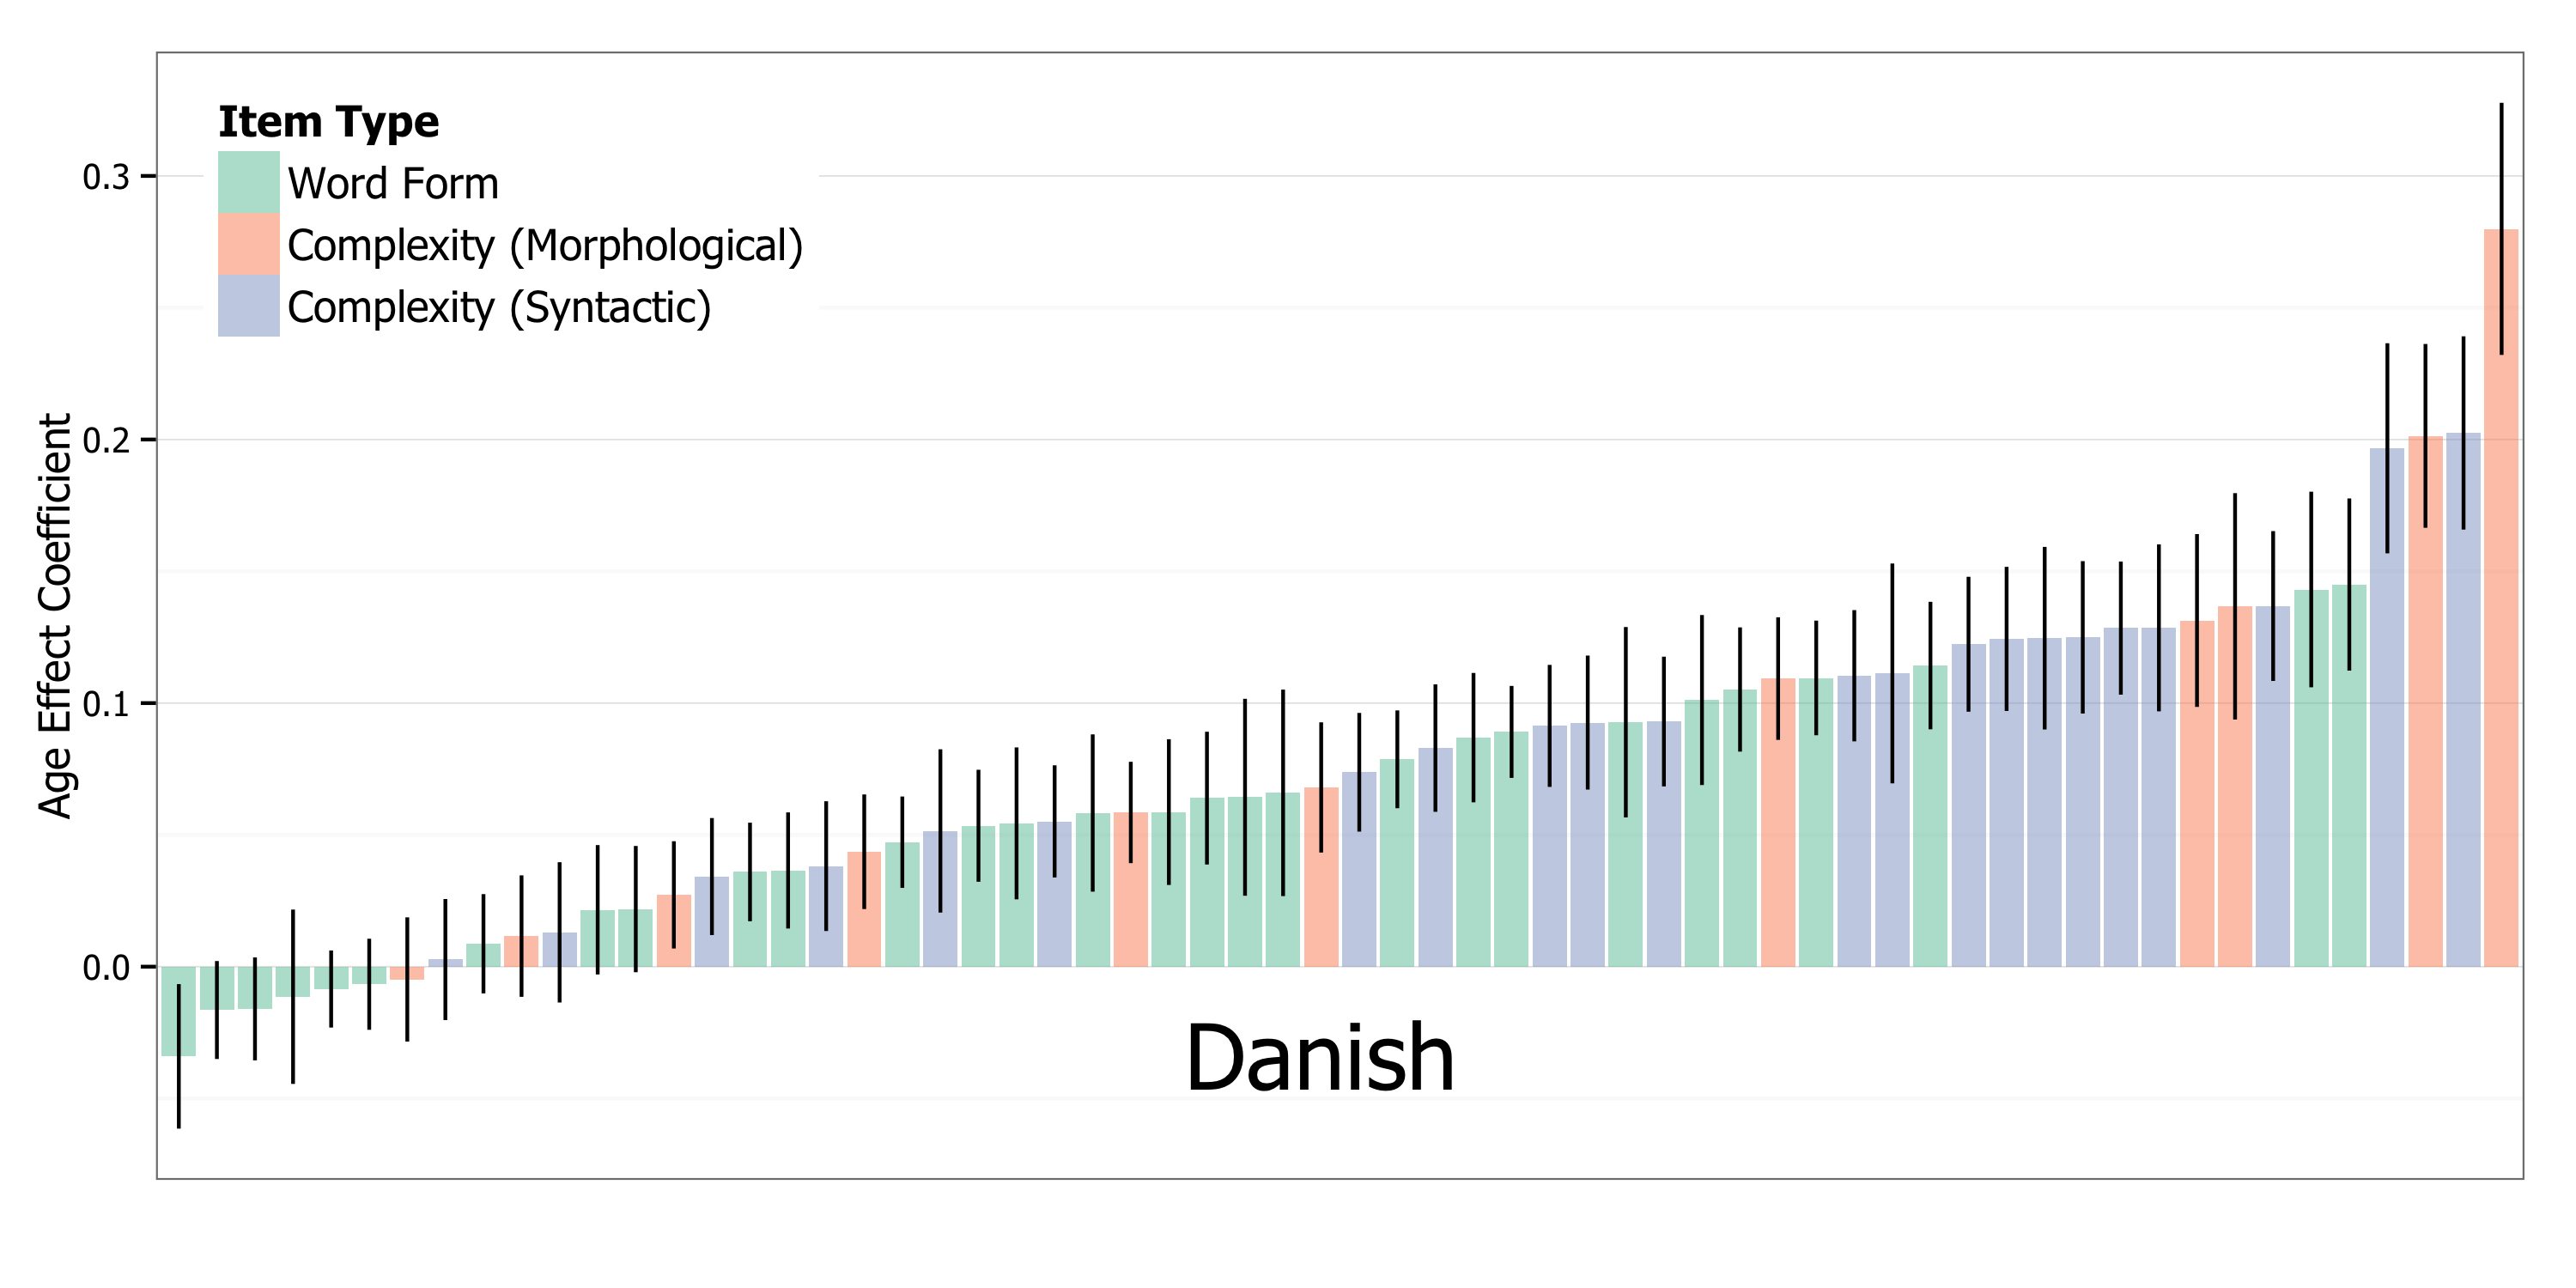 Item Type
Word Form
Complexity (Morphological)
Complexity (Syntactic)
Age Effect Coefficient
0.3
0.2
0.1
0.0
Danish